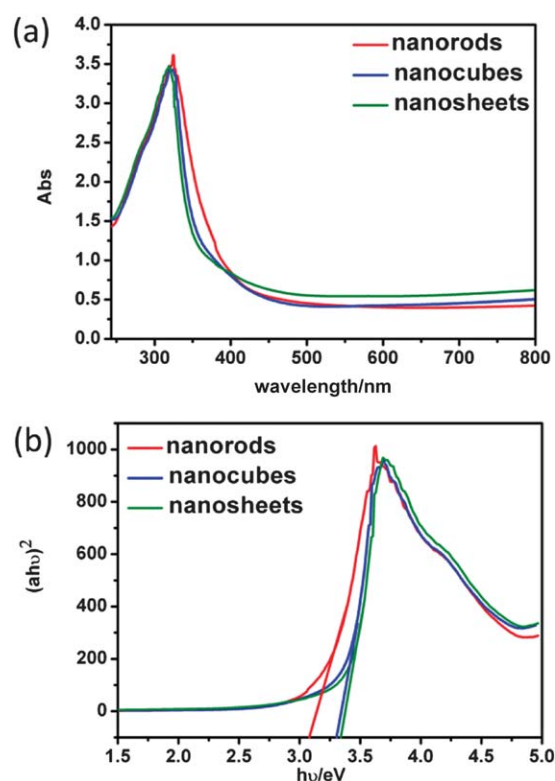 (a)
4.0
3.5
3.0
2.5
2.0
1.5
1.0
0.5
0.0
Abs
nanorods
nanocubes
nanosheets
300 400 500 600 700 800
wavelength/nm
(b)
1000
800
600
400
200
0
(ahυ)²
nanorods
nanocubes
nanosheets
1.5 2.0 2.5 3.0 3.5 4.0 4.5 5.0
hυ/eV